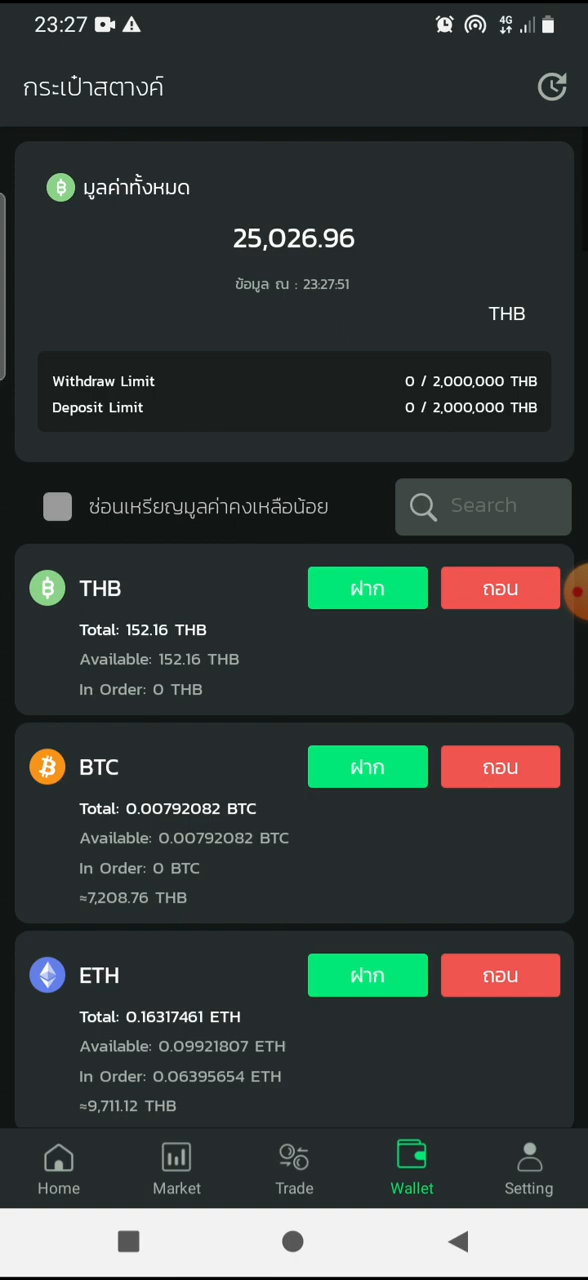 23:27
4G
กระเป๋าสตางค์
มูลค่าทั้งหมด
25,026.96
ข้อมูล ณ : 23:27:51
THB
Withdraw Limit 0 / 2,000,000 THB
Deposit Limit 0 / 2,000,000 THB
ซ่อนเหรียญมูลค่าคงเหลือน้อย Search
THB ฝาก ถอน
Total: 152.16 THB
Available: 152.16 THB
In Order: 0 THB
BTC ฝาก ถอน
Total: 0.00792082 BTC
Available: 0.00792082 BTC
In Order: 0 BTC
≈7,208.76 THB
ETH ฝาก ถอน
Total: 0.16317461 ETH
Available: 0.09921807 ETH
In Order: 0.06395654 ETH
≈9,711.12 THB
Home Market Trade Wallet Setting